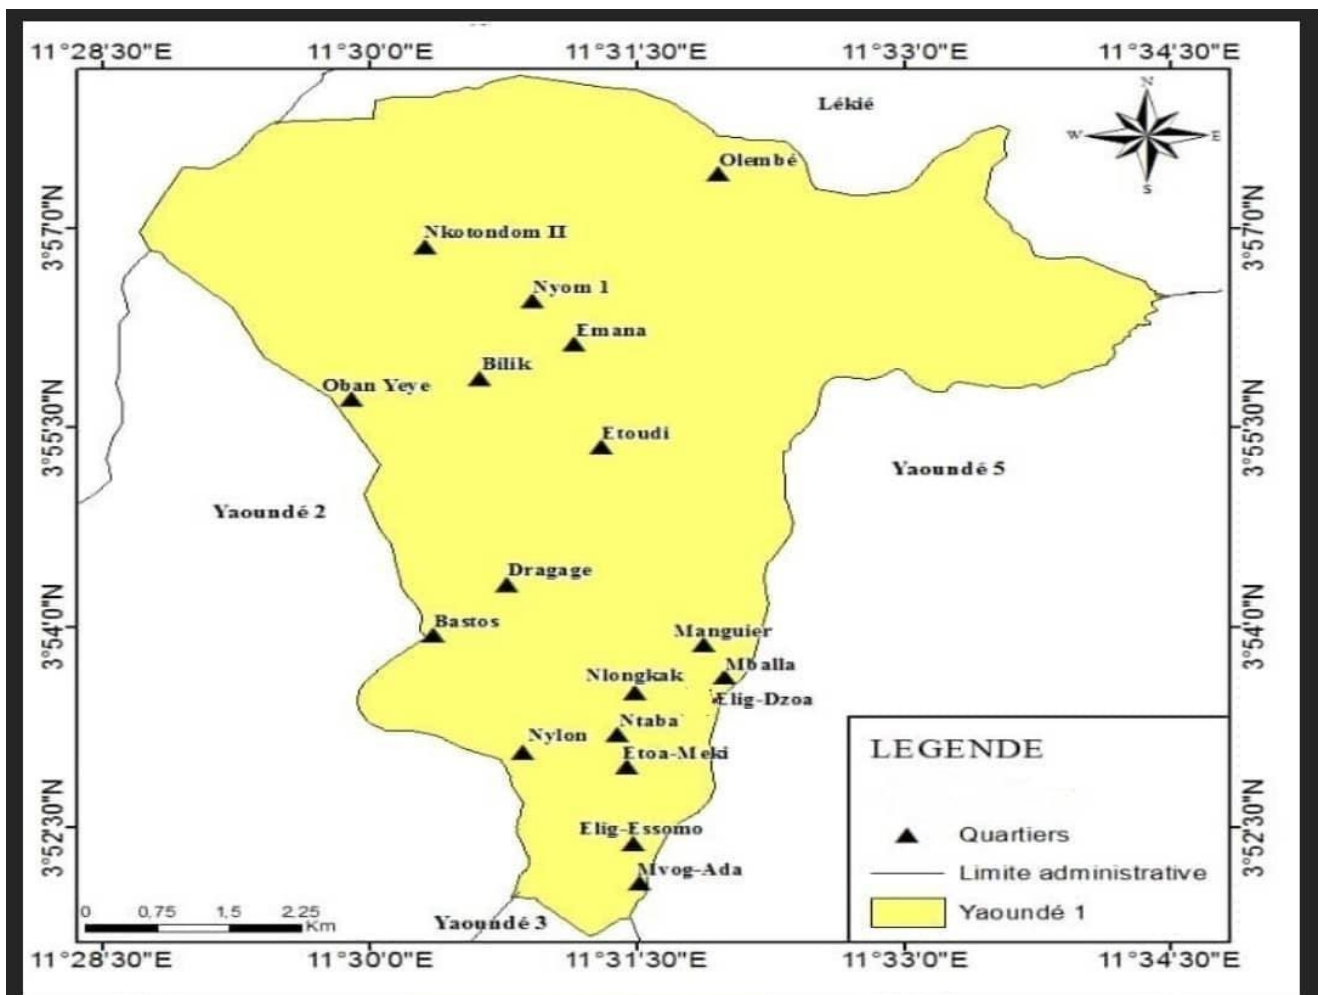 11°28'30"E 11°30'0"E 11°31'30"E 11°33'0"E 11°34'30"E
Lékié
N
W E
S
Olembé
3°57'0"N 3°57'0"N
Nkotondom II
Nyom 1
Emana
Bilik
Oban Yeye
3°55'30"N 3°55'30"N
Etoudi
Yaoundé 5
Yaoundé 2
Dragage
Bastos
3°54'0"N 3°54'0"N
Manguier
Mballa
Nlongkak
Elig-Dzoa
Ntaba
Nylon
Etoa-Meki
3°52'30"N 3°52'30"N
Elig-Essomo
Mvog-Ada
Yaoundé 3
0 0,75 1,5 2,25
Km
LEGENDE
Quartiers
Limite administrative
Yaoundé 1
11°28'30"E 11°30'0"E 11°31'30"E 11°33'0"E 11°34'30"E